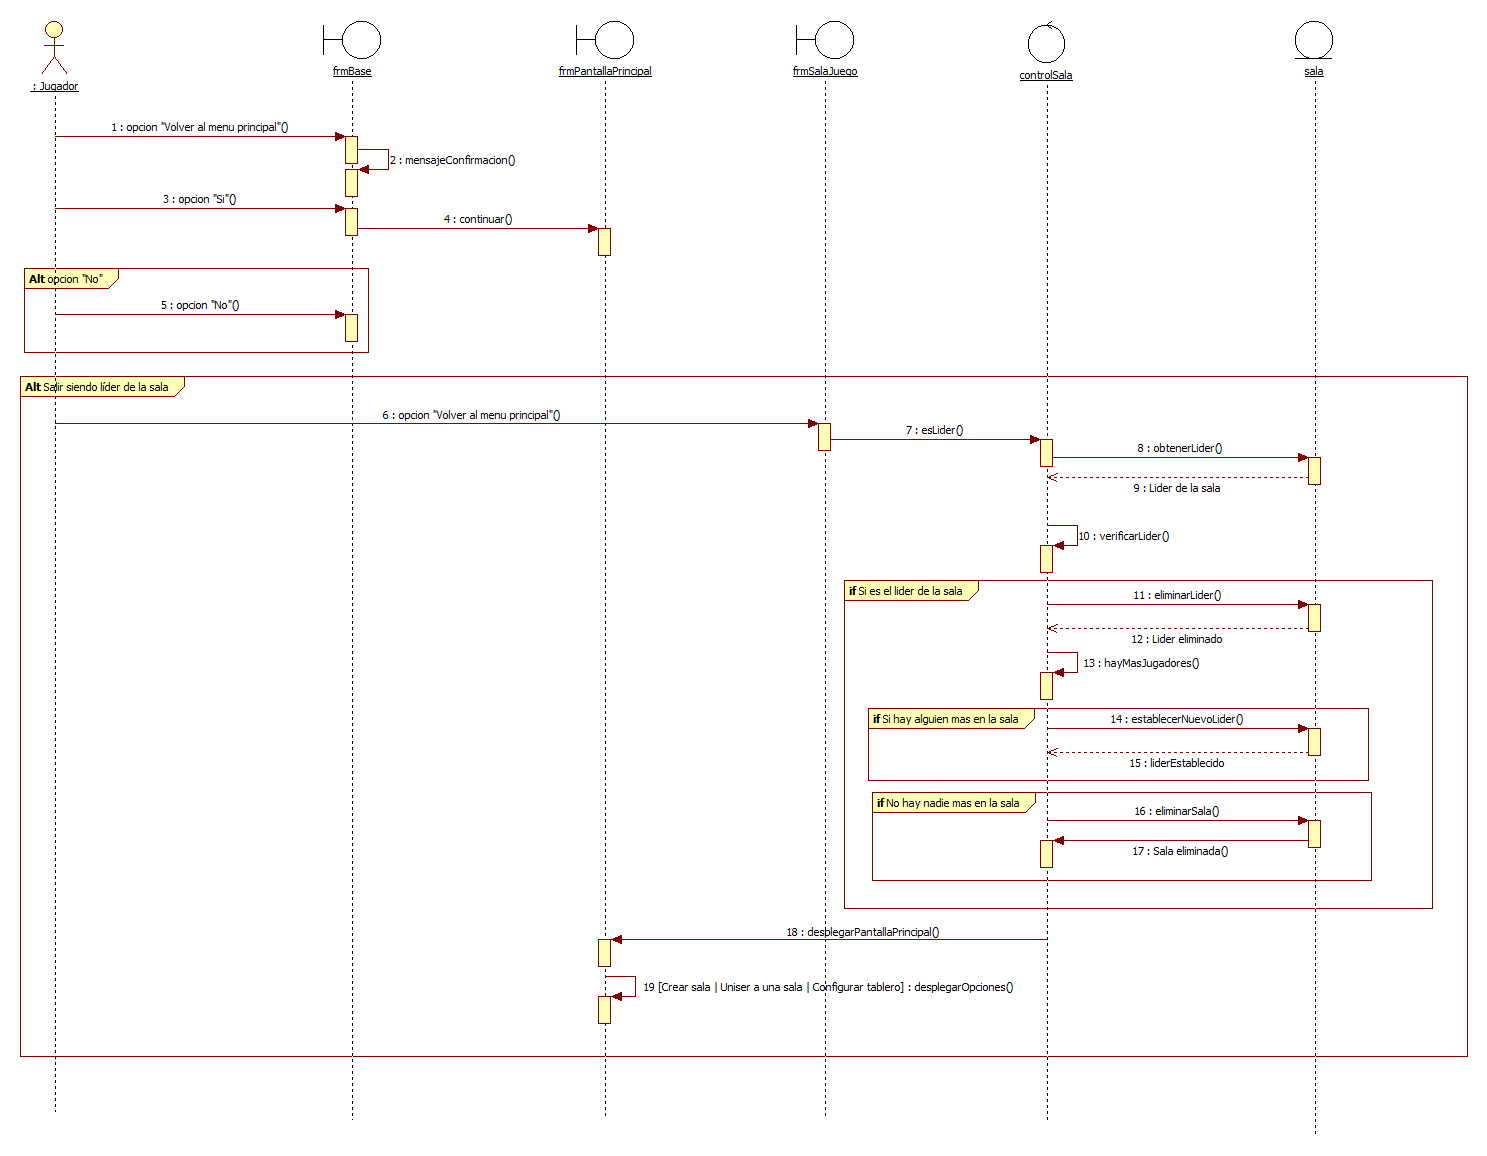 : Jugador
frmBase
frmPantallaPrincipal
frmSalaJuego
controlSala
sala
1 : opcion "Volver al menu principal"()
2 : mensajeConfirmacion()
3 : opcion "Si"()
4 : continuar()
Alt opcion "No"
5 : opcion "No"()
Alt Salir siendo líder de la sala
6 : opcion "Volver al menu principal"()
7 : esLider()
8 : obtenerLider()
9 : Lider de la sala
10 : verificarLider()
if Si es el lider de la sala
11 : eliminarLider()
12 : Lider eliminado
13 : hayMasJugadores()
if Si hay alguien mas en la sala
14 : establecerNuevoLider()
15 : liderEstablecido
if No hay nadie mas en la sala
16 : eliminarSala()
17 : Sala eliminada()
18 : desplegarPantallaPrincipal()
19 [Crear sala | Uniser a una sala | Configurar tablero] : desplegarOpciones()